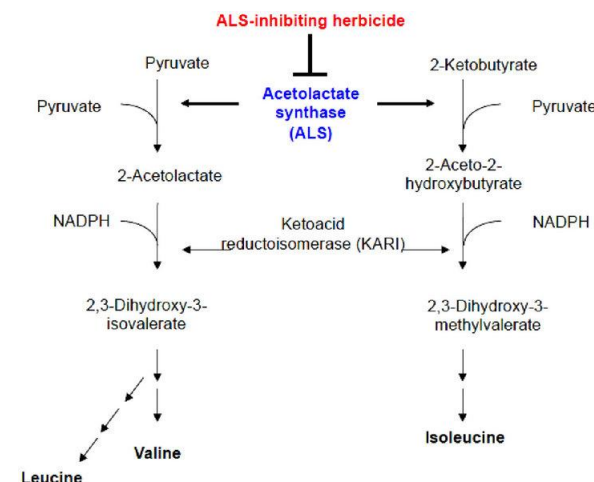 ALS-inhibiting herbicide
Pyruvate
2-Ketobutyrate
Pyruvate
Acetolactate
synthase
(ALS)
Pyruvate
2-Acetolactate
2-Aceto-2-
hydroxybutyrate
NADPH
Ketoacid
reductoisomerase (KARI)
NADPH
2,3-Dihydroxy-3-
isovalerate
2,3-Dihydroxy-3-
methylvalerate
Valine
Isoleucine
Leucine